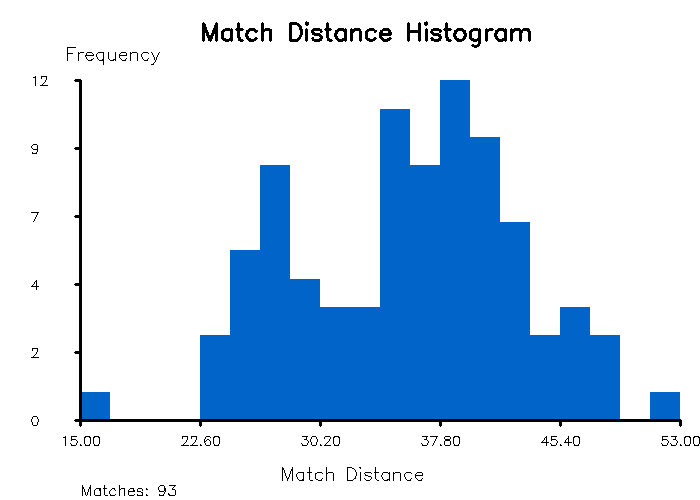 Match Distance Histogram
Frequency
12
9
7
4
2
0
15.00 22.60 30.20 37.80 45.40 53.00
Match Distance
Matches: 93